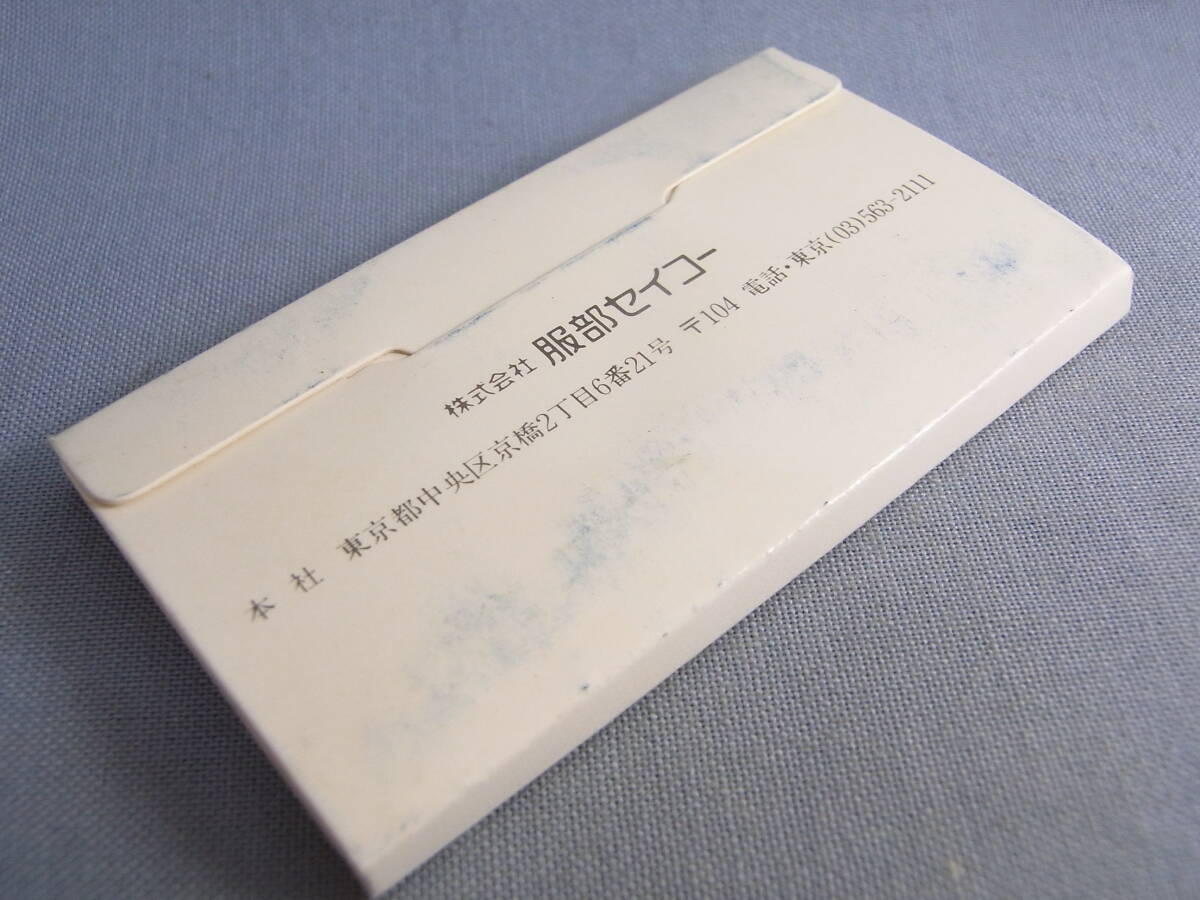 株式会社 服部セイコー
本社 東京都中央区京橋2丁目6番21号 〒104 電話・東京(03)563-2111